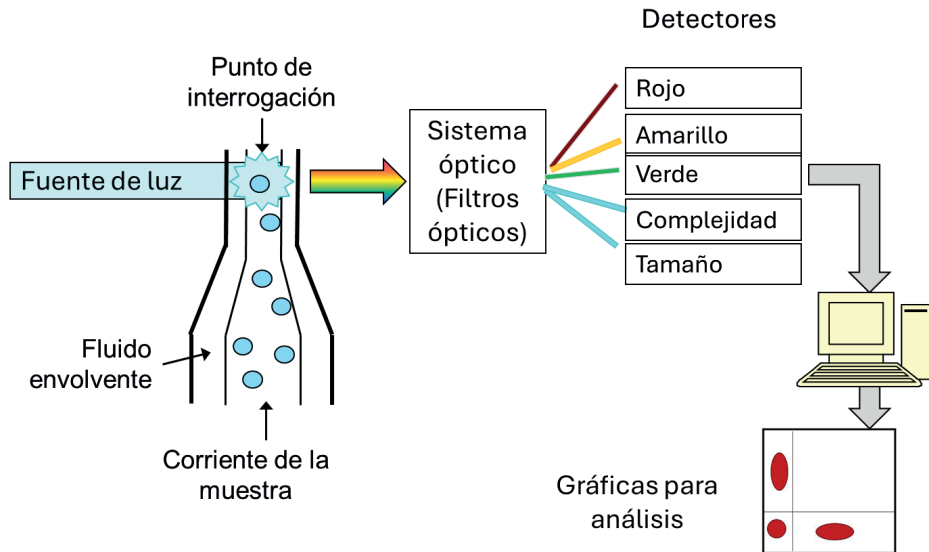 Detectores
Punto de
interrogación
Fuente de luz
Sistema
óptico
(Filtros
ópticos)
Rojo
Amarillo
Verde
Complejidad
Tamaño
Fluido
envolvente
Corriente de la
muestra
Gráficas para
análisis